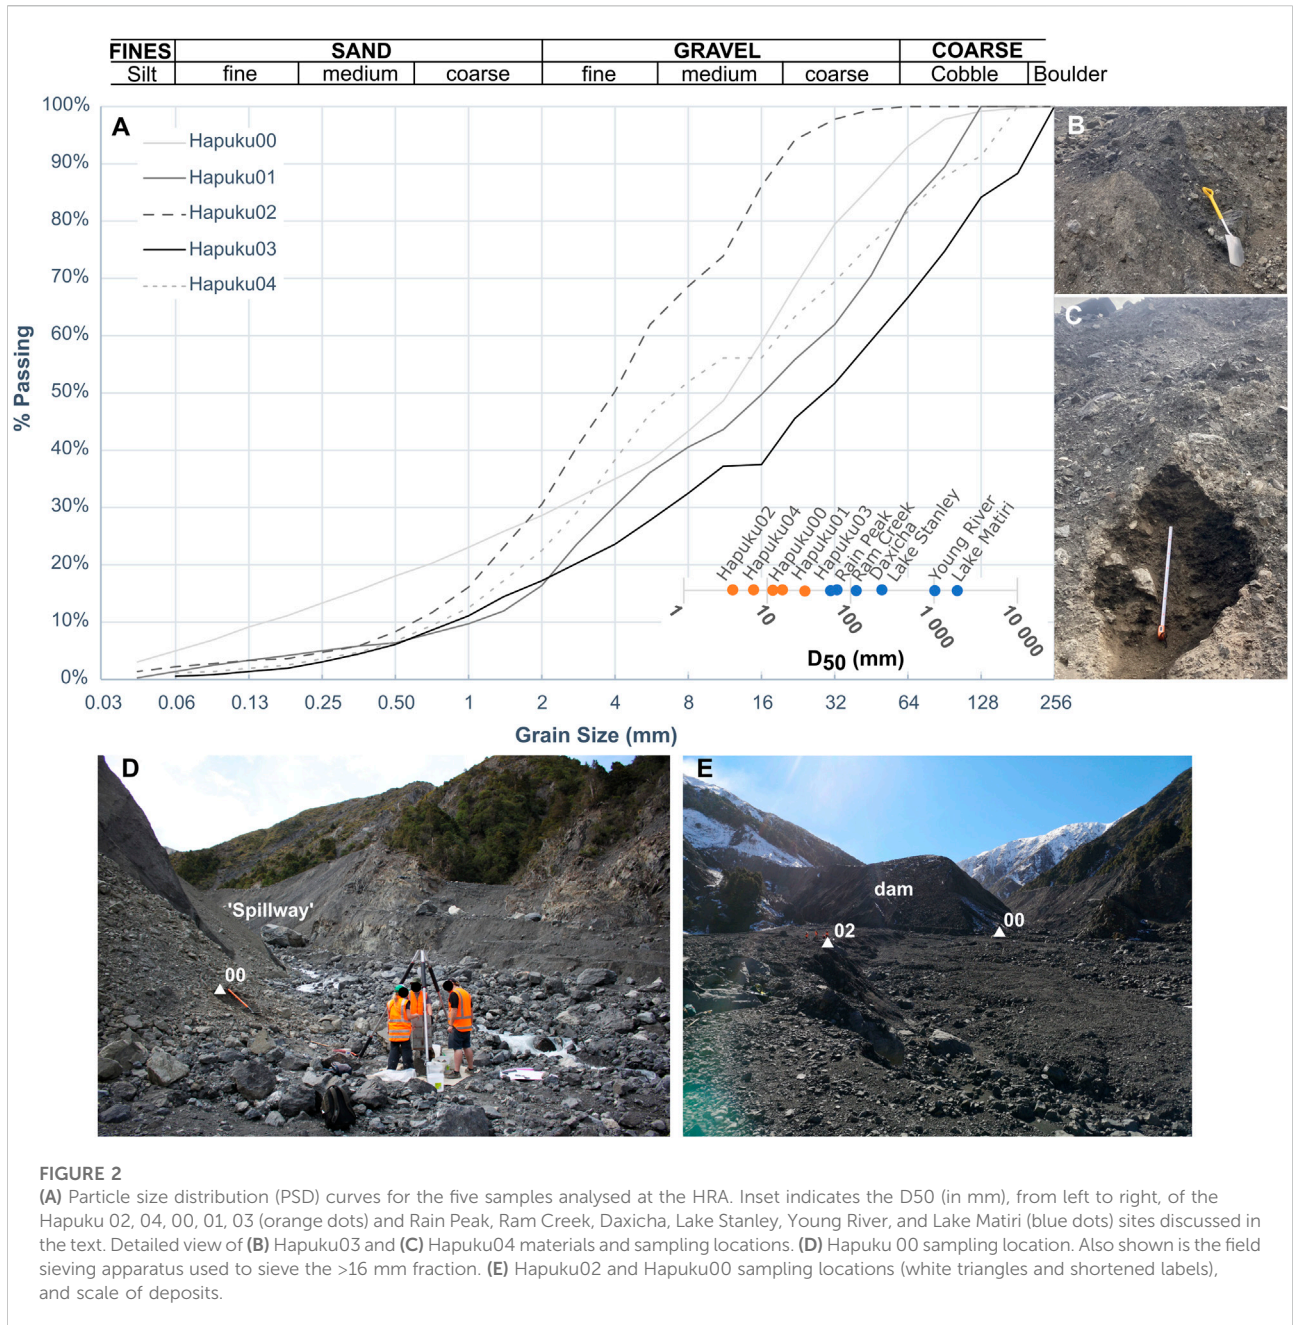 FINES SAND GRAVEL COARSE
Silt fine medium coarse fine medium coarse Cobble Boulder
100%
90%
80%
70%
60%
50%
40%
30%
20%
10%
0%
% Passing
A
Hapuku00
Hapuku01
Hapuku02
Hapuku03
Hapuku04
Hapuku02
Hapuku04
Hapuku00
Hapuku01
Hapuku03
Rain Peak
Ram Creek
Daxicha
Lake Stanley
Young River
Lake Matiri
1 10 100 1 000 10 000
D50 (mm)
0.03 0.06 0.13 0.25 0.50 1 2 4 8 16 32 64 128 256
Grain Size (mm)
B
C
D
'Spillway'
00
E
dam
02
00
FIGURE 2
(A) Particle size distribution (PSD) curves for the five samples analysed at the HRA. Inset indicates the D50 (in mm), from left to right, of the
Hapuku 02, 04, 00, 01, 03 (orange dots) and Rain Peak, Ram Creek, Daxicha, Lake Stanley, Young River, and Lake Matiri (blue dots) sites discussed in
the text. Detailed view of (B) Hapuku03 and (C) Hapuku04 materials and sampling locations. (D) Hapuku 00 sampling location. Also shown is the field
sieving apparatus used to sieve the >16 mm fraction. (E) Hapuku02 and Hapuku00 sampling locations (white triangles and shortened labels),
and scale of deposits.